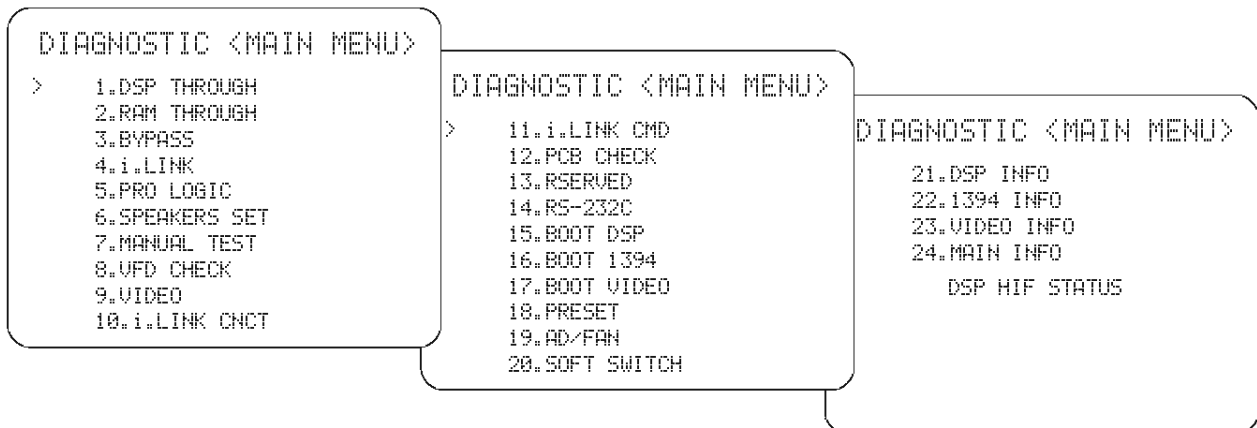 DIAGNOSTIC <MAIN MENU>
> 1.DSP THROUGH
2.RAM THROUGH
3.BYPASS
4.i.LINK
5.PRO LOGIC
6.SPEAKERS SET
7.MANUAL TEST
8.VFD CHECK
9.VIDEO
10.i.LINK CNCT
DIAGNOSTIC <MAIN MENU>
> 11.i.LINK CMD
12.PCB CHECK
13.RSERVED
14.RS-232C
15.BOOT DSP
16.BOOT 1394
17.BOOT VIDEO
18.PRESET
19.AD/FAN
20.SOFT SWITCH
DIAGNOSTIC <MAIN MENU>
21.DSP INFO
22.1394 INFO
23.VIDEO INFO
24.MAIN INFO
DSP HIF STATUS